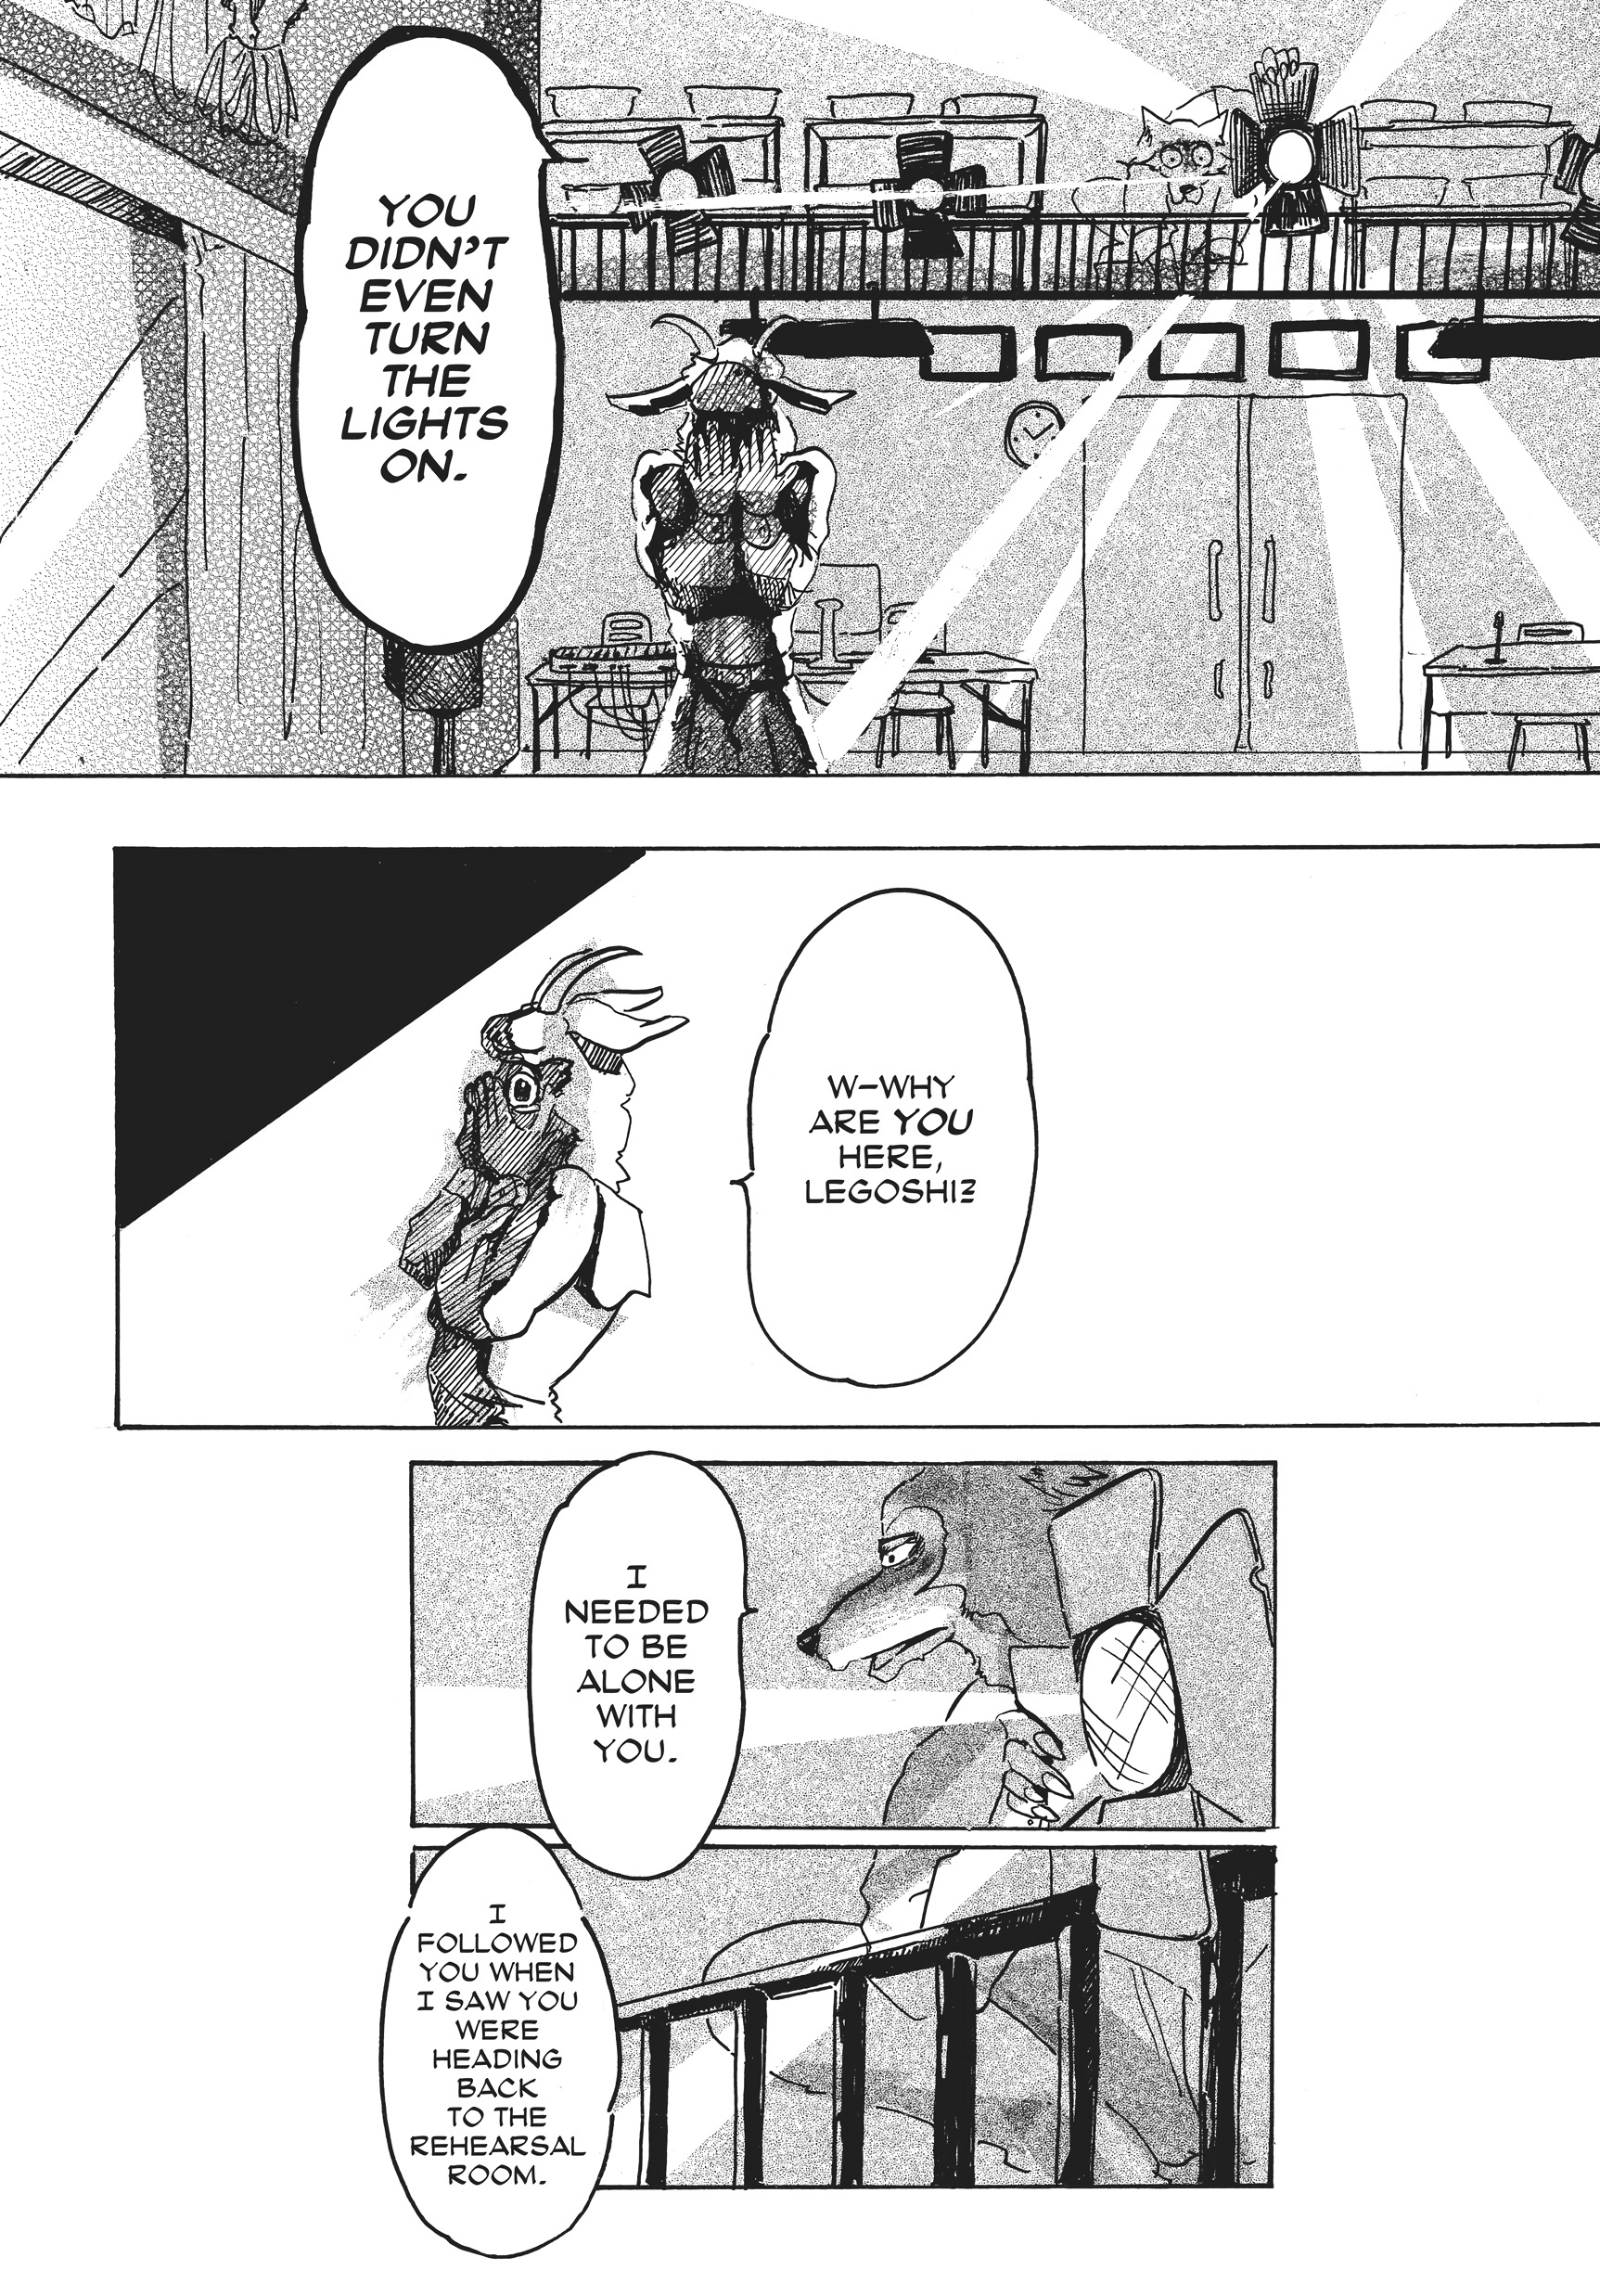 YOU
DIDN'T
EVEN
TURN
THE
LIGHTS
ON.
W-WHY
ARE YOU
HERE,
LEGOSHI?
I
NEEDED
TO BE
ALONE
WITH
YOU.
I
FOLLOWED
YOU WHEN
I SAW YOU
WERE
HEADING
BACK
TO THE
REHEARSAL
ROOM.